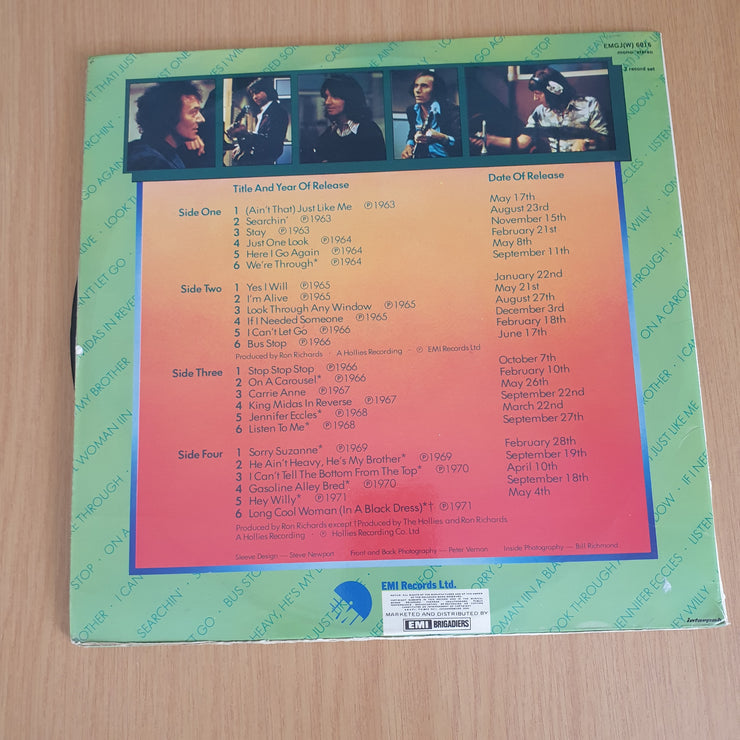 EMGJ(W) 6016
mono/stereo
2 record set
Title And Year Of Release
Date Of Release
Side One
1 (Ain't That) Just Like Me ℗1963 May 17th
2 Searchin' ℗1963 August 23rd
3 Stay ℗1963 November 15th
4 Just One Look ℗1964 February 21st
5 Here I Go Again ℗1964 May 8th
6 We're Through* ℗1964 September 11th
Side Two
1 Yes I Will ℗1965 January 22nd
2 I'm Alive ℗1965 May 21st
3 Look Through Any Window ℗1965 August 27th
4 If I Needed Someone ℗1965 December 3rd
5 I Can't Let Go ℗1966 February 18th
6 Bus Stop ℗1966 June 17th
Produced by Ron Richards · A Hollies Recording · ℗ EMI Records Ltd
Side Three
1 Stop Stop Stop ℗1966 October 7th
2 On A Carousel* ℗1966 February 10th
3 Carrie Anne ℗1967 May 26th
4 King Midas In Reverse ℗1967 September 22nd
5 Jennifer Eccles* ℗1968 March 22nd
6 Listen To Me* ℗1968 September 27th
Side Four
1 Sorry Suzanne* ℗1969 February 28th
2 He Ain't Heavy, He's My Brother* ℗1969 September 19th
3 I Can't Tell The Bottom From The Top* ℗1970 April 10th
4 Gasoline Alley Bred* ℗1970 September 18th
5 Hey Willy* ℗1971 May 4th
6 Long Cool Woman (In A Black Dress)*† ℗1971
Produced by Ron Richards except †Produced by The Hollies and Ron Richards
A Hollies Recording · ℗ Hollies Recording Co. Ltd
Sleeve Design — Steve Newport Front and Back Photography — Peter Vernon Inside Photography — Bill Richmond
EMI Records Ltd.
MARKETED AND DISTRIBUTED BY
EMI BRIGADIERS